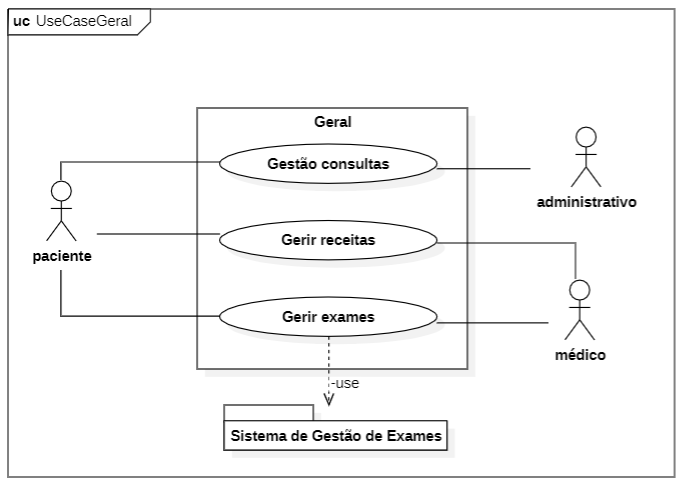 uc UseCaseGeral
Geral
Gestão consultas
administrativo
Gerir receitas
paciente
Gerir exames
médico
-use
Sistema de Gestão de Exames